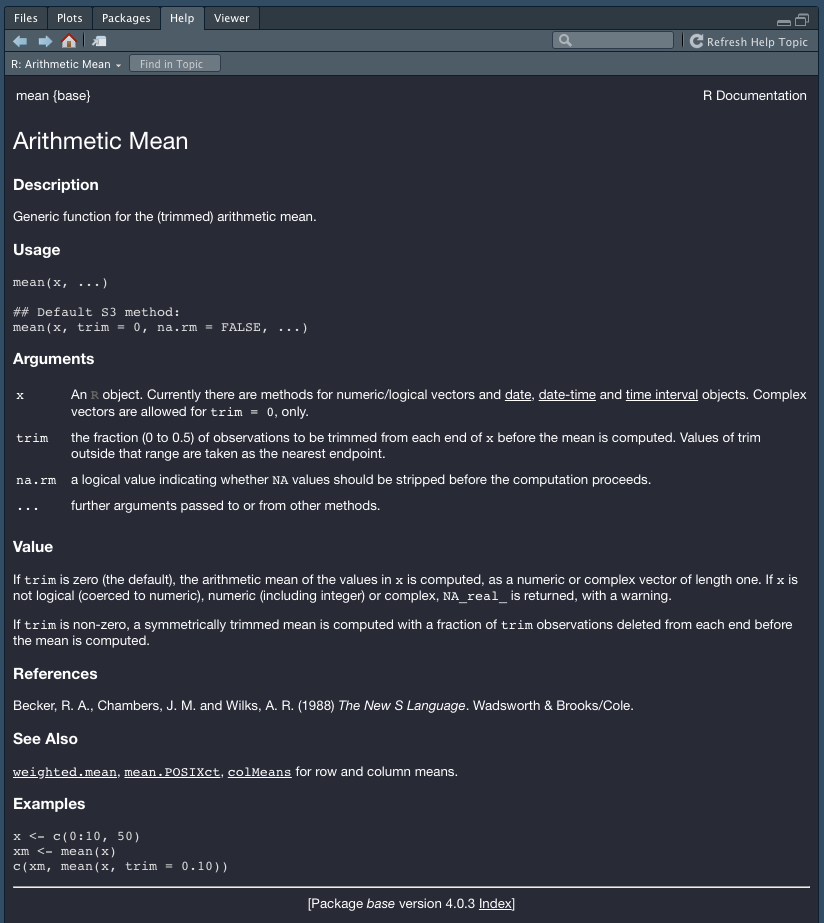 Files Plots Packages Help Viewer
Refresh Help Topic
R: Arithmetic Mean Find in Topic
mean {base} R Documentation
Arithmetic Mean
Description
Generic function for the (trimmed) arithmetic mean.
Usage
mean(x, ...)
## Default S3 method:
mean(x, trim = 0, na.rm = FALSE, ...)
Arguments
x An R object. Currently there are methods for numeric/logical vectors and date, date-time and time interval objects. Complex
vectors are allowed for trim = 0, only.
trim the fraction (0 to 0.5) of observations to be trimmed from each end of x before the mean is computed. Values of trim
outside that range are taken as the nearest endpoint.
na.rm a logical value indicating whether NA values should be stripped before the computation proceeds.
... further arguments passed to or from other methods.
Value
If trim is zero (the default), the arithmetic mean of the values in x is computed, as a numeric or complex vector of length one. If x is
not logical (coerced to numeric), numeric (including integer) or complex, NA_real_ is returned, with a warning.
If trim is non-zero, a symmetrically trimmed mean is computed with a fraction of trim observations deleted from each end before
the mean is computed.
References
Becker, R. A., Chambers, J. M. and Wilks, A. R. (1988) The New S Language. Wadsworth & Brooks/Cole.
See Also
weighted.mean, mean.POSIXct, colMeans for row and column means.
Examples
x <- c(0:10, 50)
xm <- mean(x)
c(xm, mean(x, trim = 0.10))
[Package base version 4.0.3 Index]